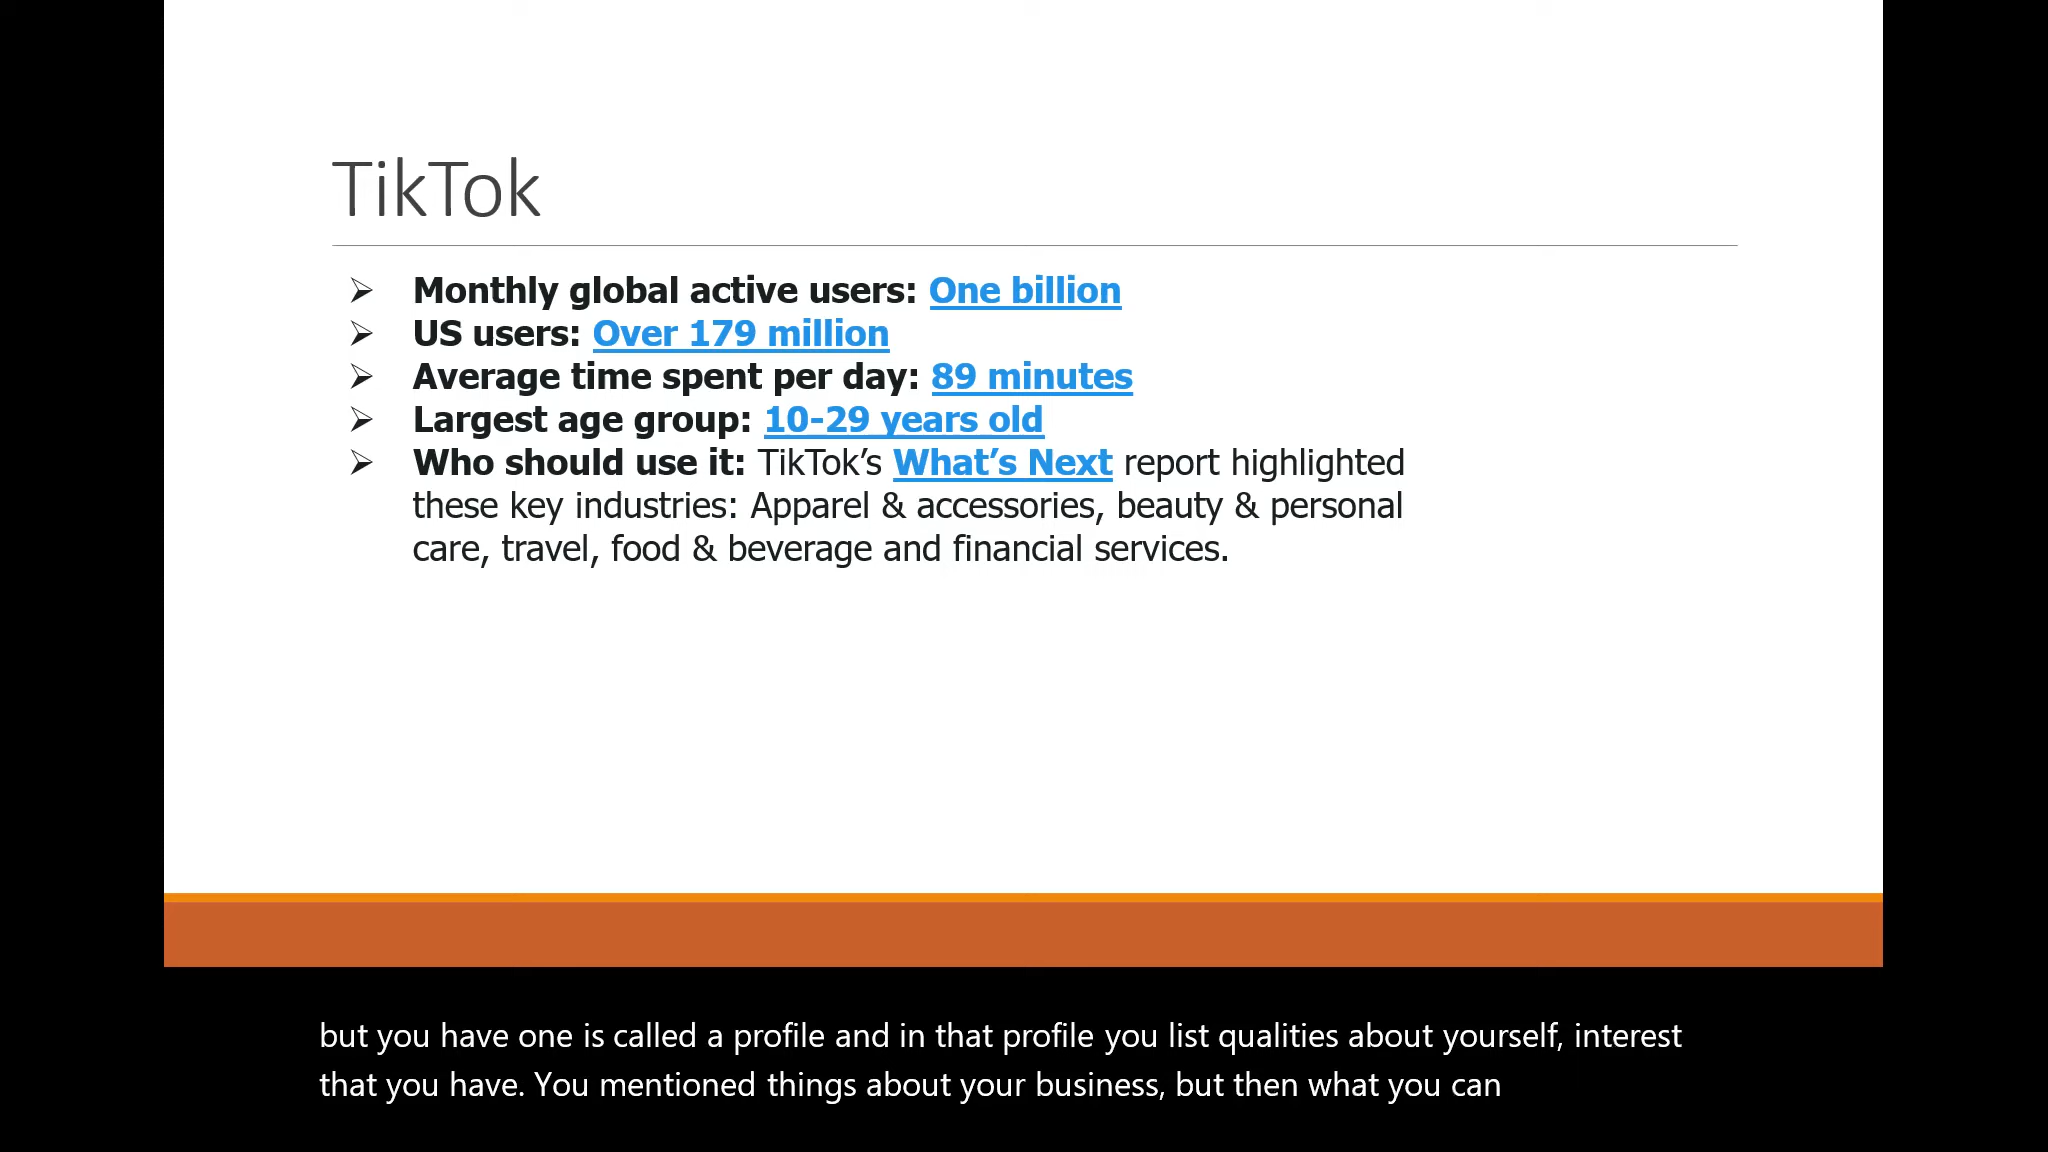 TikTok
➢ Monthly global active users: One billion
➢ US users: Over 179 million
➢ Average time spent per day: 89 minutes
➢ Largest age group: 10-29 years old
➢ Who should use it: TikTok’s What’s Next report highlighted
these key industries: Apparel & accessories, beauty & personal
care, travel, food & beverage and financial services.
but you have one is called a profile and in that profile you list qualities about yourself, interest
that you have. You mentioned things about your business, but then what you can